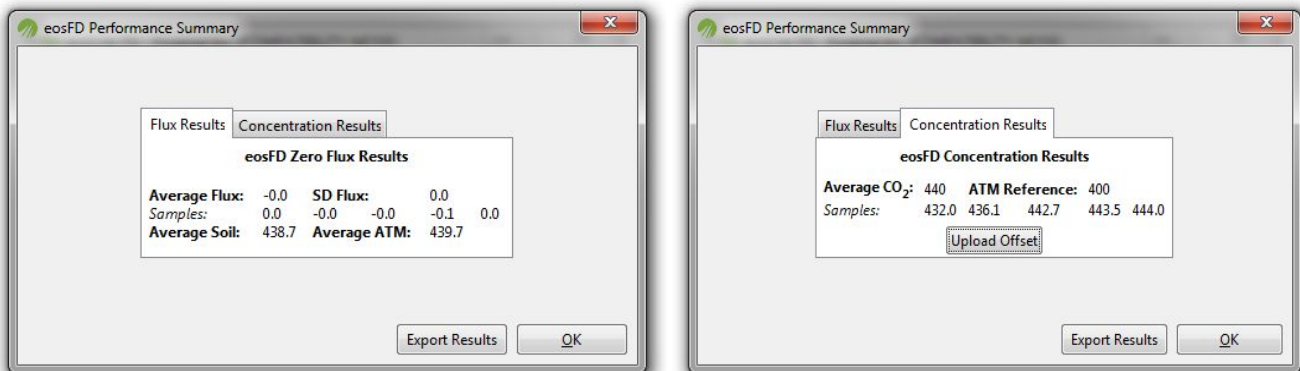 eosFD Performance Summary
x
Flux Results Concentration Results
eosFD Zero Flux Results
Average Flux: -0.0 SD Flux: 0.0
Samples: 0.0 -0.0 -0.0 -0.1 0.0
Average Soil: 438.7 Average ATM: 439.7
Export Results OK
eosFD Performance Summary
x
Flux Results Concentration Results
eosFD Concentration Results
Average CO2: 440 ATM Reference: 400
Samples: 432.0 436.1 442.7 443.5 444.0
Upload Offset
Export Results OK